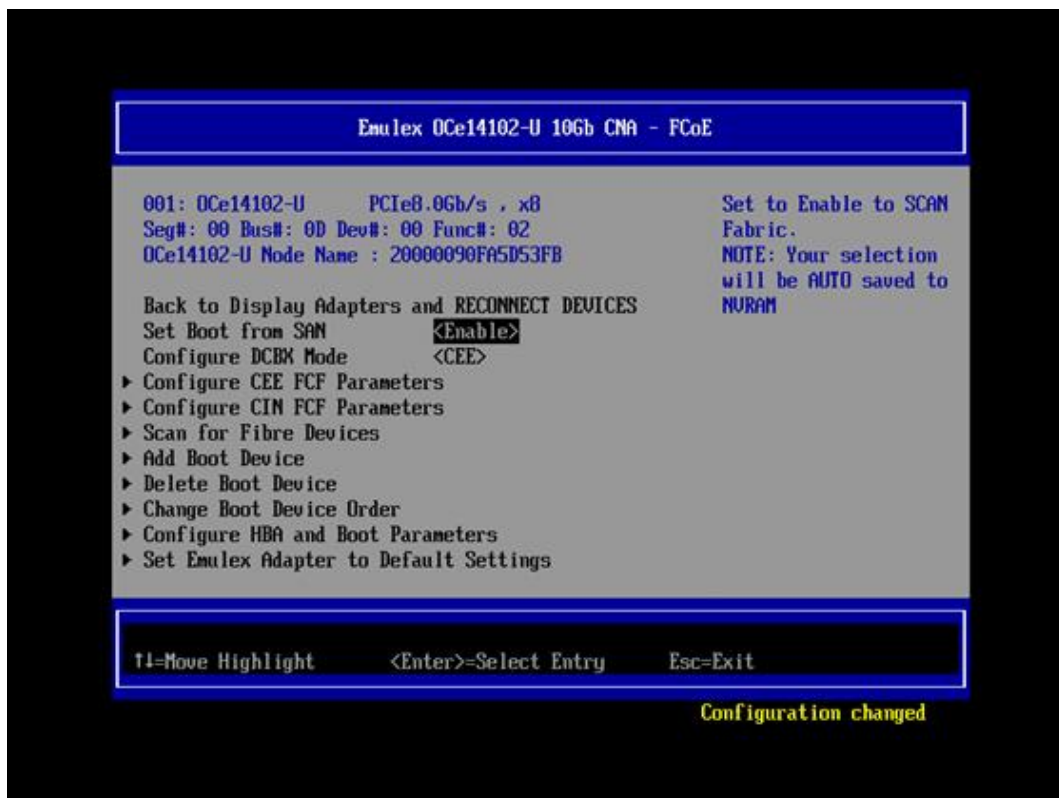 Emulex OCe14102-U 10Gb CNA - FCoE
001: OCe14102-U PCIe8.0Gb/s , x8
Seg#: 00 Bus#: 0D Dev#: 00 Func#: 02
OCe14102-U Node Name : 20000090FA5D53FB
Back to Display Adapters and RECONNECT DEVICES
Set Boot from SAN <Enable>
Configure DCBX Mode <CEE>
▶ Configure CEE FCF Parameters
▶ Configure CIN FCF Parameters
▶ Scan for Fibre Devices
▶ Add Boot Device
▶ Delete Boot Device
▶ Change Boot Device Order
▶ Configure HBA and Boot Parameters
▶ Set Emulex Adapter to Default Settings
Set to Enable to SCAN
Fabric.
NOTE: Your selection
will be AUTO saved to
NVRAM
↑↓=Move Highlight <Enter>=Select Entry Esc=Exit
Configuration changed